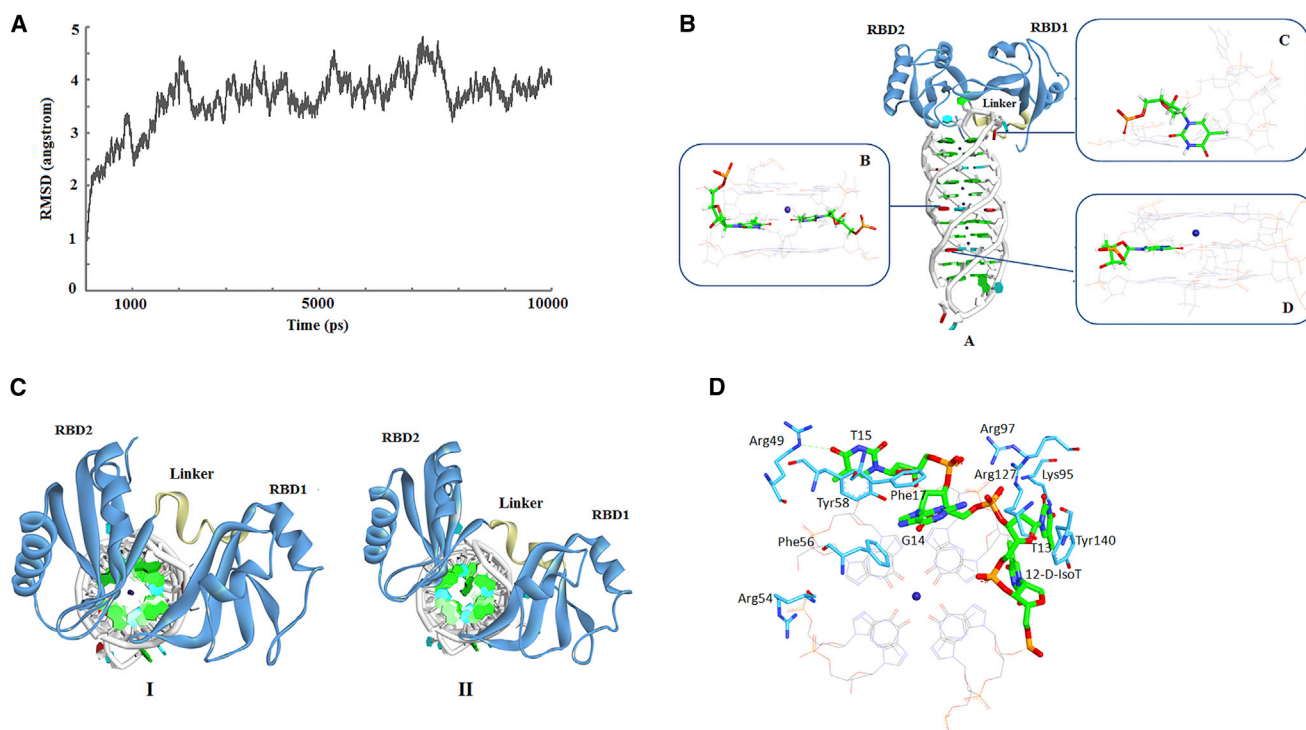 A
RMSD (angstrom)
5
4
3
2
1
0
1000
5000
10000
Time (ps)
B
RBD2
RBD1
Linker
C
B
D
A
C
RBD2
Linker
RBD1
I
RBD2
Linker
RBD1
II
D
Arg49
T15
Arg97
Arg127
Lys95
Tyr58
Phe17
Phe56
G14
T13
Tyr140
12-D-IsoT
Arg54